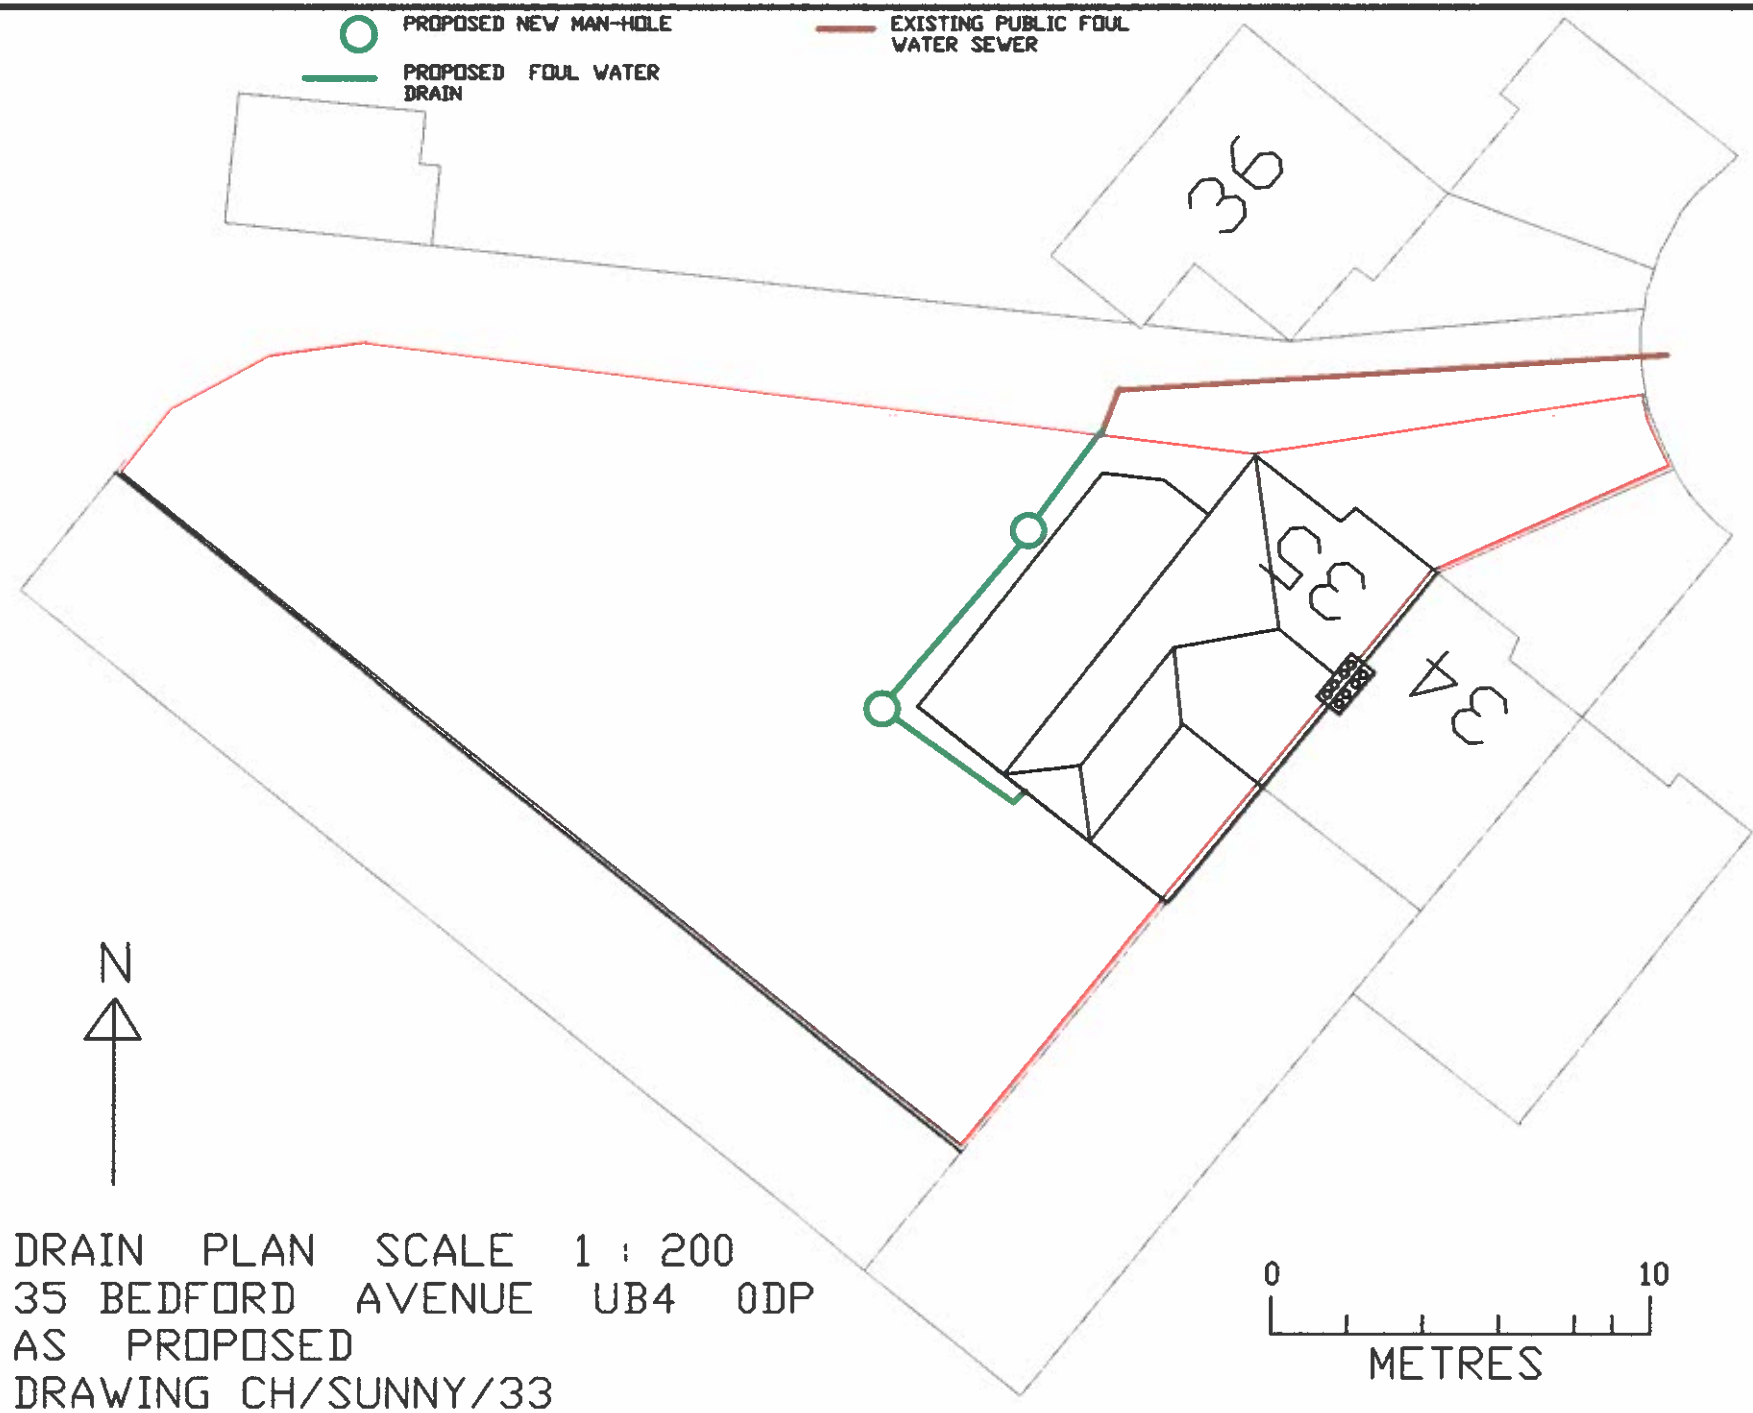 PROPOSED NEW MAN-HOLE
EXISTING PUBLIC FOUL
WATER SEWER
PROPOSED FOUL WATER
DRAIN
36
35
34
N
DRAIN PLAN SCALE 1 : 200
35 BEDFORD AVENUE UB4 0DP
AS PROPOSED
DRAWING CH/SUNNY/33
0 10
METRES